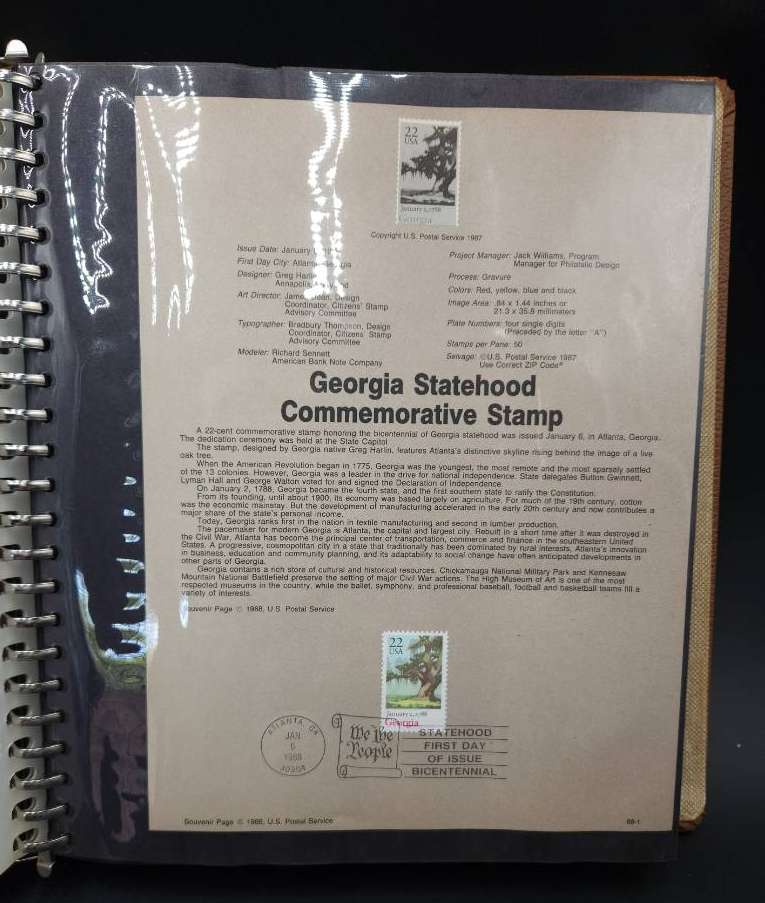 22
USA
January 2, 1788
Georgia
Copyright U.S. Postal Service 1987
Issue Date: January
First Day City: Atlanta, Georgia
Designer: Greg Harlin
Annapolis,
Art Director: Design
Coordinator, Citizens' Stamp
Advisory Committee
Typographer: Bradbury Thompson, Design
Coordinator, Citizens' Stamp
Advisory Committee
Modeler: Richard Sennett
American Bank Note Company
Project Manager: Jack Williams, Program
Manager for Philatelic Design
Process: Gravure
Colors: Red, yellow, blue and black
Image Area: .84 x 1.44 inches or
21.3 x 35.8 millimeters
Plate Numbers: four single digits
(Preceded by the letter "A")
Stamps per Pane: 50
Selvage: ©U.S. Postal Service 1987
Use Correct ZIP Code®
Georgia Statehood
Commemorative Stamp
A 22-cent commemorative stamp honoring the bicentennial of Georgia statehood was issued January 6, in Atlanta, Georgia.
The dedication ceremony was held at the State Capitol.
The stamp, designed by Georgia native Greg Harlin, features Atlanta's distinctive skyline rising behind the image of a live
oak tree.
When the American Revolution began in 1775, Georgia was the youngest, the most remote and the most sparsely settled
of the 13 colonies. However, Georgia was a leader in the drive for national independence. State delegates Button Gwinnett,
Lyman Hall and George Walton voted for and signed the Declaration of Independence.
On January 2, 1788, Georgia became the fourth state, and the first southern state to ratify the Constitution.
From its founding, until about 1900, its economy was based largely on agriculture. For much of the 19th century, cotton
was the economic mainstay. But the development of manufacturing accelerated in the early 20th century and now contributes a
major share of the state's personal income.
Today, Georgia ranks first in the nation in textile manufacturing and second in lumber production.
The pacemaker for modern Georgia is Atlanta, the capital and largest city. Rebuilt in a short time after it was destroyed in
the Civil War, Atlanta has become the principal center of transportation, commerce and finance in the southeastern United
States. A progressive, cosmopolitan city in a state that traditionally has been dominated by rural interests, Atlanta's innovation
in business, education and community planning, and its adaptability to social change have often anticipated developments in
other parts of Georgia.
Georgia contains a rich store of cultural and historical resources. Chickamauga National Military Park and Kennesaw
Mountain National Battlefield preserve the setting of major Civil War actions. The High Museum of Art is one of the most
respected museums in the country, while the ballet, symphony, and professional baseball, football and basketball teams fill a
variety of interests.
Souvenir Page © 1988, U.S. Postal Service
22
USA
January 2, 1788
Georgia
ATLANTA, GA
JAN
6
1988
30304
We the
People
STATEHOOD
FIRST DAY
OF ISSUE
BICENTENNIAL
Souvenir Page © 1988, U.S. Postal Service
88-1